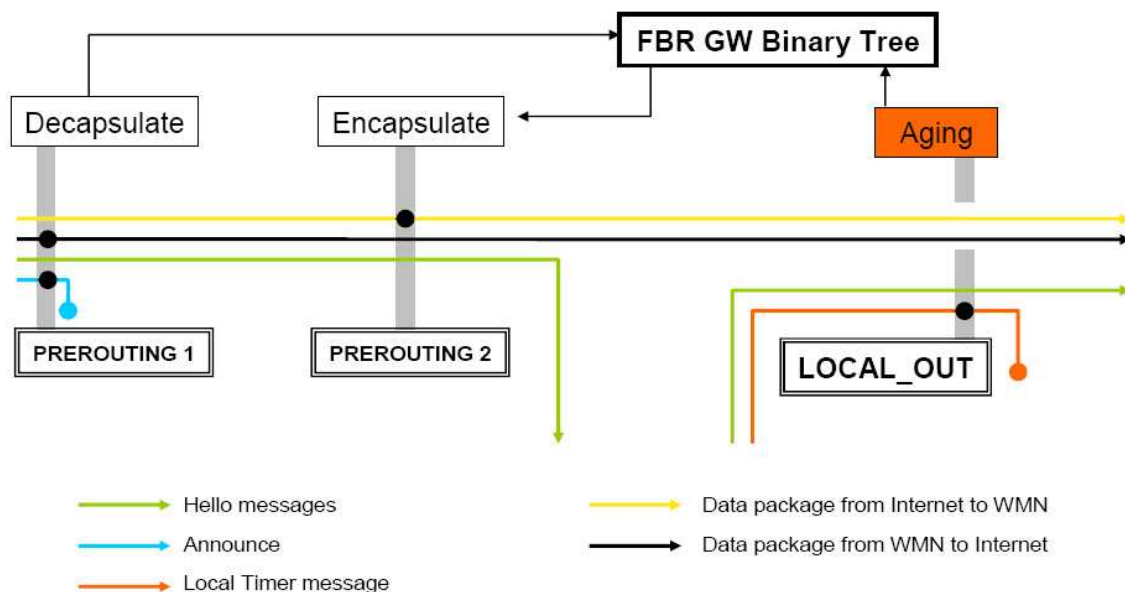 FBR GW Binary Tree
Decapsulate
Encapsulate
Aging
PREROUTING 1
PREROUTING 2
LOCAL_OUT
Hello messages
Data package from Internet to WMN
Announce
Data package from WMN to Internet
Local Timer message